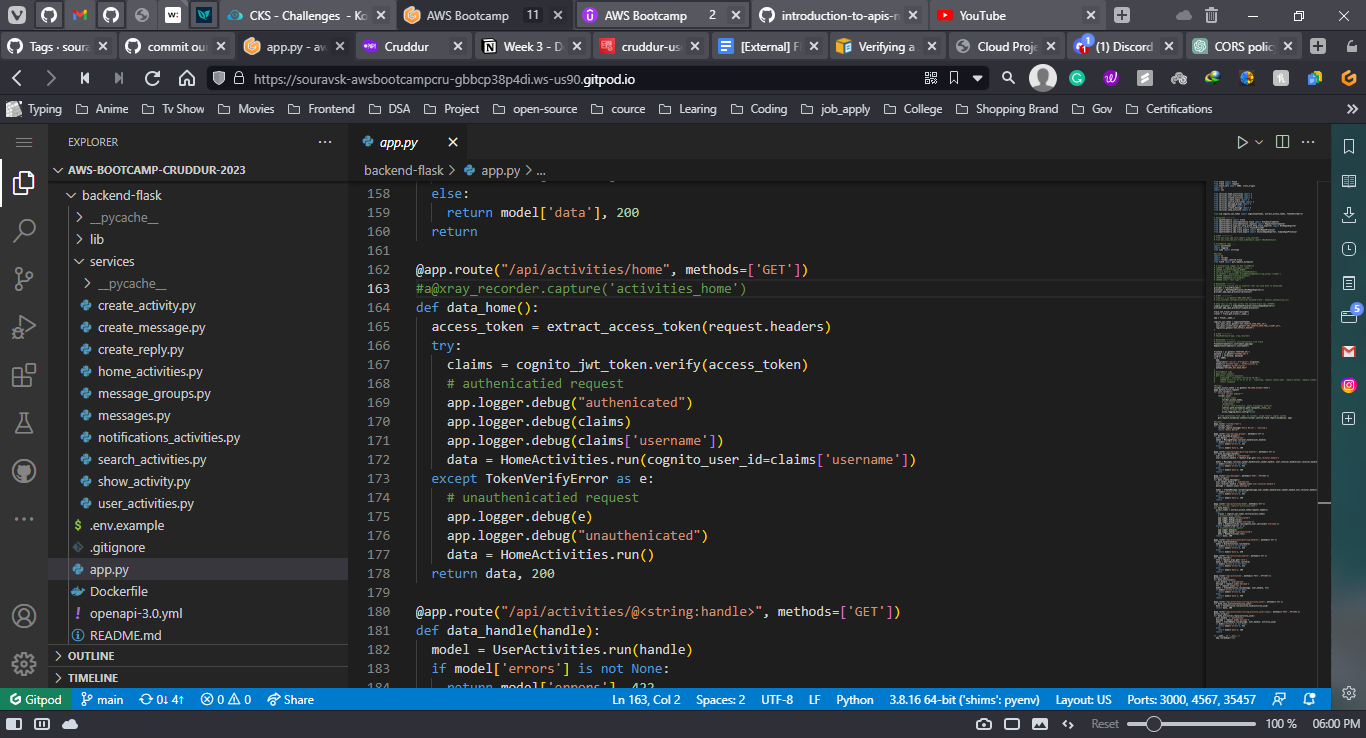 CKS - Challenges - Ko
AWS Bootcamp 11
AWS Bootcamp 2
introduction-to-apis-n
YouTube
Tags · soura
commit our
app.py - aw
Cruddur
Week 3 - D
cruddur-us
[External] F
Verifying a
Cloud Proje
(1) Discord
CORS polic
https://souravsk-awsbootcampcru-gbbcp38p4di.ws-us90.gitpod.io
Typing Anime Tv Show Movies Frontend DSA Project open-source cource Learing Coding job_apply College Shopping Brand Gov Certifications
EXPLORER
AWS-BOOTCAMP-CRUDDUR-2023
backend-flask
__pycache__
lib
services
__pycache__
create_activity.py
create_message.py
create_reply.py
home_activities.py
message_groups.py
messages.py
notifications_activities.py
search_activities.py
show_activity.py
user_activities.py
.env.example
.gitignore
app.py
Dockerfile
openapi-3.0.yml
README.md
OUTLINE
TIMELINE
app.py
backend-flask > app.py > ...
158 else:
159 return model['data'], 200
160 return
161
162 @app.route("/api/activities/home", methods=['GET'])
163 #a@xray_recorder.capture('activities_home')
164 def data_home():
165 access_token = extract_access_token(request.headers)
166 try:
167 claims = cognito_jwt_token.verify(access_token)
168 # authenicatied request
169 app.logger.debug("authenicated")
170 app.logger.debug(claims)
171 app.logger.debug(claims['username'])
172 data = HomeActivities.run(cognito_user_id=claims['username'])
173 except TokenVerifyError as e:
174 # unauthenicatied request
175 app.logger.debug(e)
176 app.logger.debug("unauthenicated")
177 data = HomeActivities.run()
178 return data, 200
179
180 @app.route("/api/activities/@<string:handle>", methods=['GET'])
181 def data_handle(handle):
182 model = UserActivities.run(handle)
183 if model['errors'] is not None:
184 return model['errors'], 422
5
Gitpod main 0↓ 4↑ 0 0 Share Ln 163, Col 2 Spaces: 2 UTF-8 LF Python 3.8.16 64-bit ('shims': pyenv) Layout: US Ports: 3000, 4567, 35457
Reset 100 % 06:00 PM